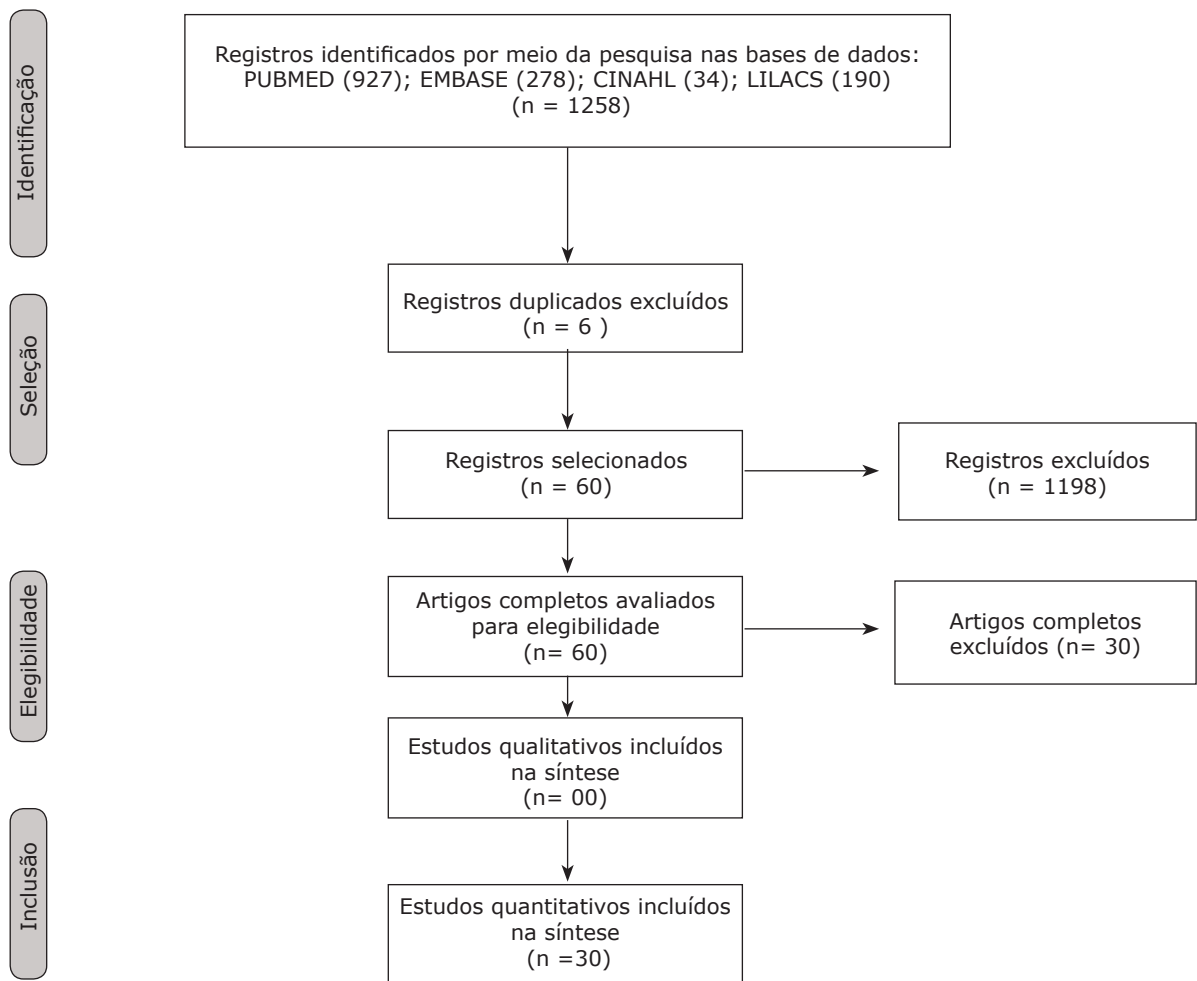 Identificação
Registros identificados por meio da pesquisa nas bases de dados:
PUBMED (927); EMBASE (278); CINAHL (34); LILACS (190)
(n = 1258)
Seleção
Registros duplicados excluídos
(n = 6 )
Registros selecionados
(n = 60)
Registros excluídos
(n = 1198)
Elegibilidade
Artigos completos avaliados
para elegibilidade
(n= 60)
Artigos completos
excluídos (n= 30)
Estudos qualitativos incluídos
na síntese
(n= 00)
Inclusão
Estudos quantitativos incluídos
na síntese
(n =30)